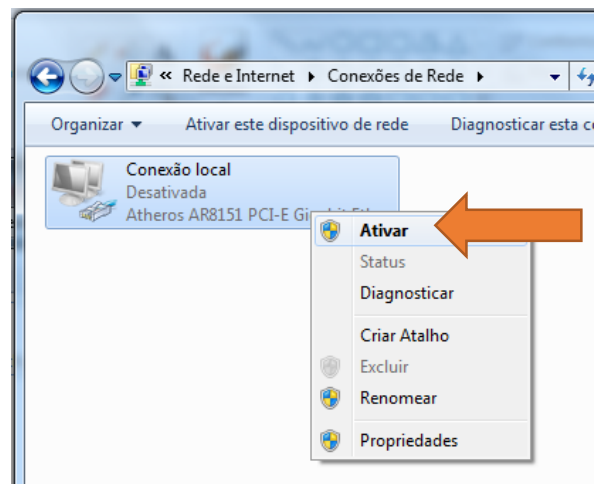 « Rede e Internet ▸ Conexões de Rede ▸
Organizar Ativar este dispositivo de rede Diagnosticar esta
Conexão local
Desativada
Atheros AR8151 PCI-E
Ativar
Status
Diagnosticar
Criar Atalho
Excluir
Renomear
Propriedades